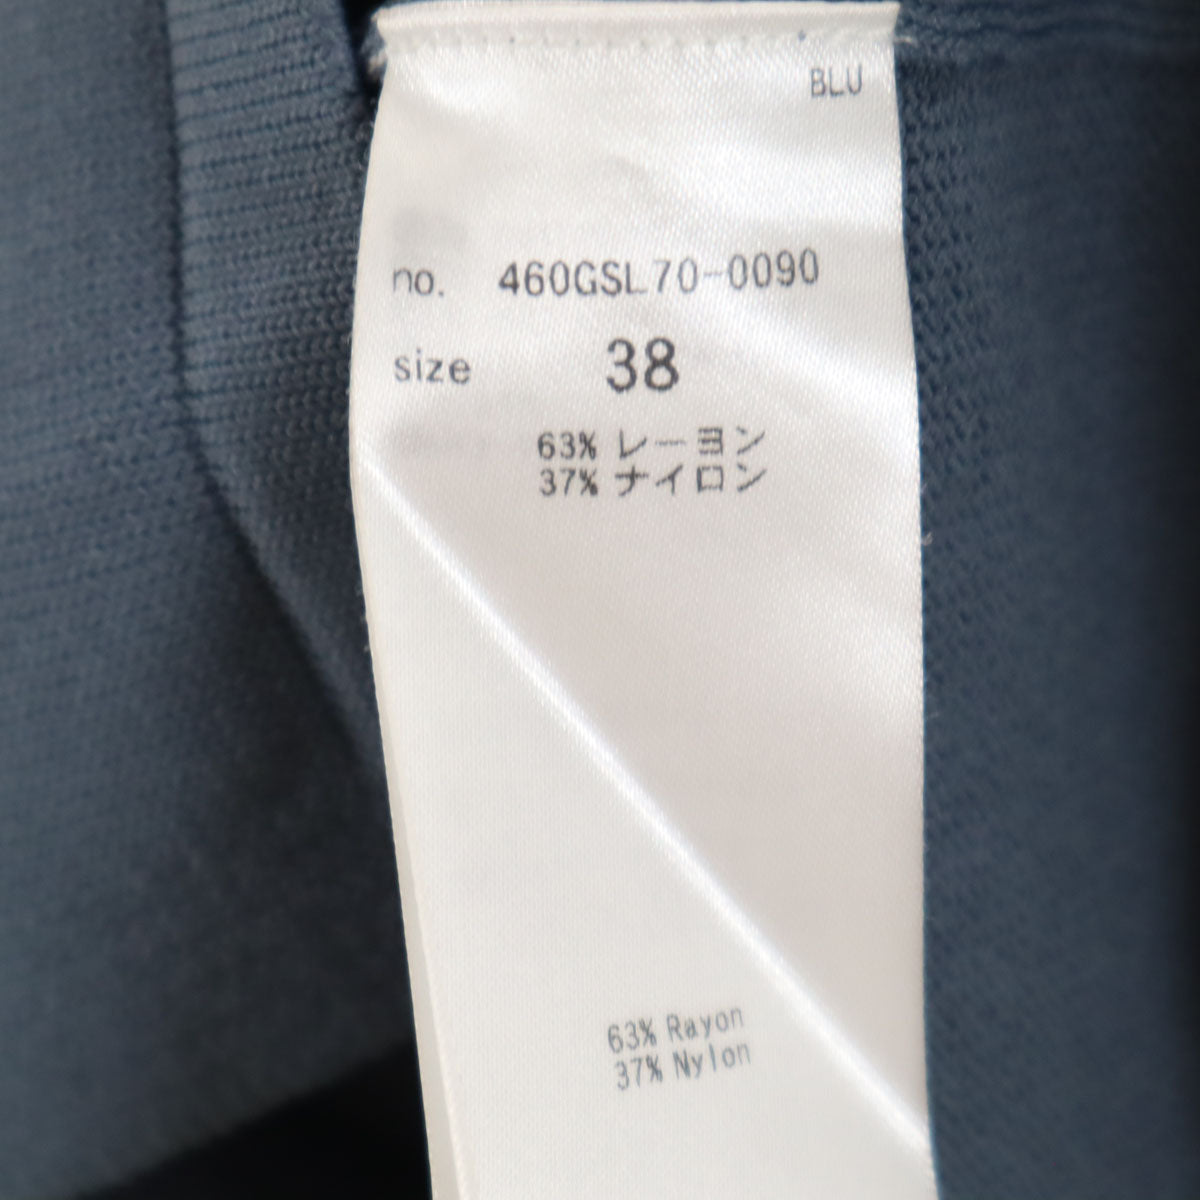 BLU
no. 460GSL70-0090
size 38
63% レーヨン
37% ナイロン
63% Rayon
37% Nylon